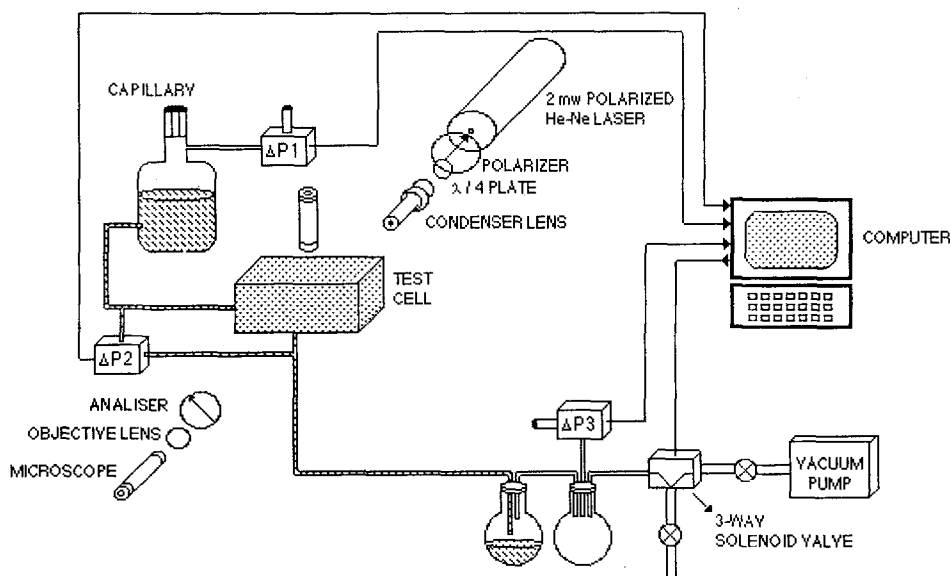 CAPILLARY
ΔP1
2 mw POLARIZED
He-Ne LASER
POLARIZER
λ / 4 PLATE
CONDENSER LENS
COMPUTER
TEST
CELL
ΔP2
ANALISER
OBJECTIVE LENS
MICROSCOPE
ΔP3
VACUUM
PUMP
3-WAY
SOLENOID VALVE